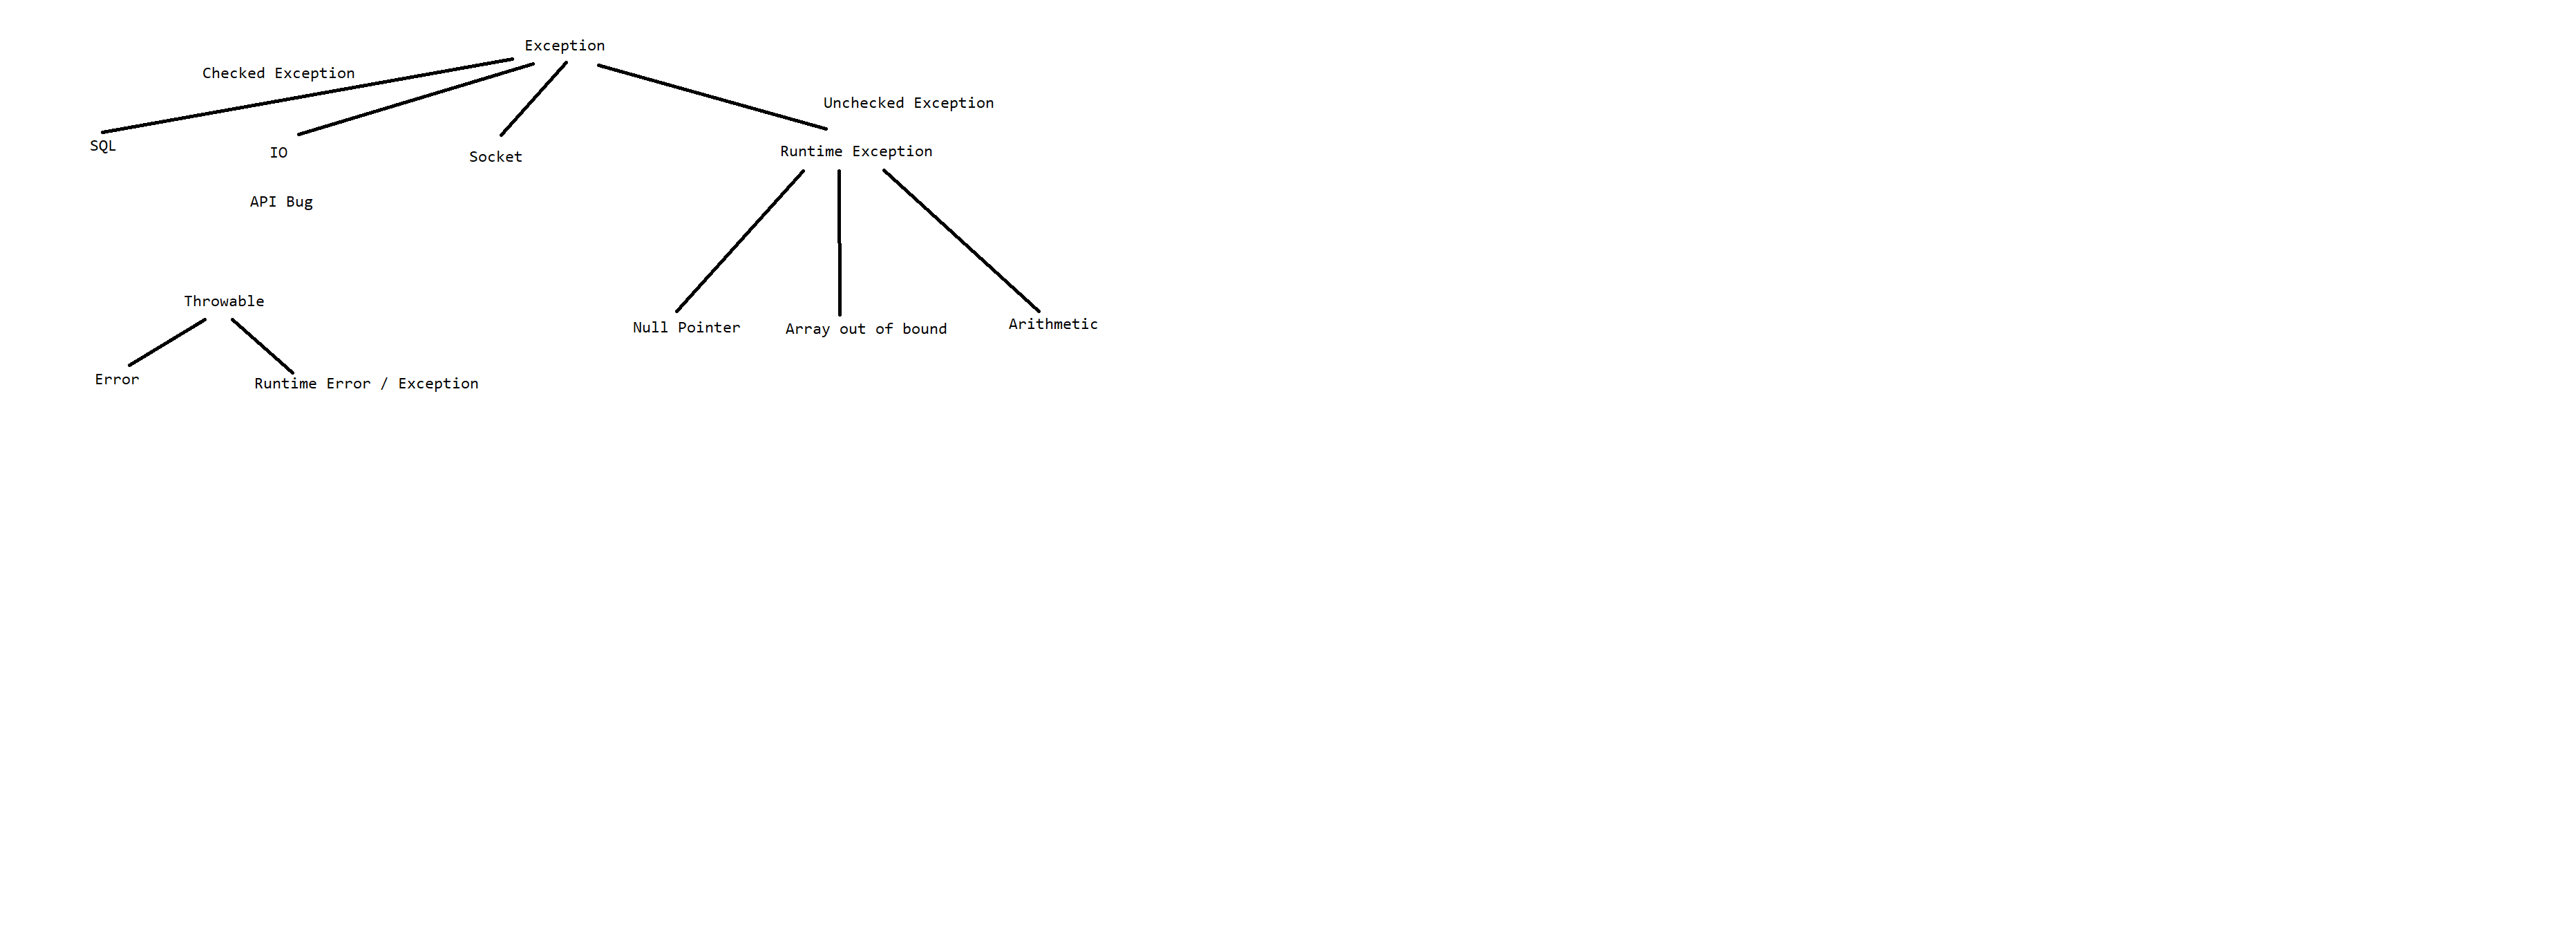 Exception
Checked Exception
Unchecked Exception
SQL
IO
Socket
Runtime Exception
API Bug
Throwable
Null Pointer
Array out of bound
Arithmetic
Error
Runtime Error / Exception